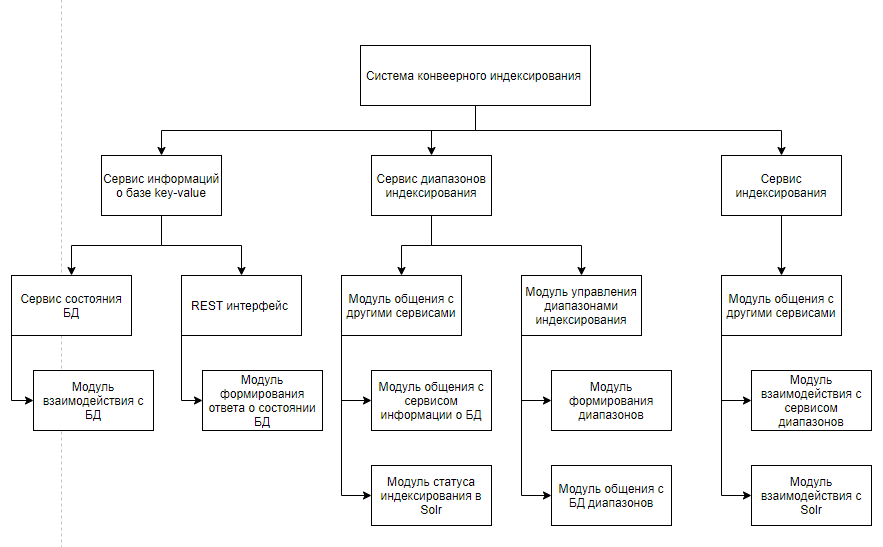 Система конвеерного индексирования
Сервис информаций
о базе key-value
Сервис диапазонов
индексирования
Сервис
индексирования
Сервис состояния
БД
REST интерфейс
Модуль общения с
другими сервисами
Модуль управления
диапазонами
индексирования
Модуль общения с
другими сервисами
Модуль
взаимодействия с
БД
Модуль
формирования
ответа о состоянии
БД
Модуль общения с
сервисом
информации о БД
Модуль
формирования
диапазонов
Модуль
взаимодействия с
сервисом
диапазонов
Модуль статуса
индексирования в
Solr
Модуль общения с
БД диапазонов
Модуль
взаимодействия с
Solr